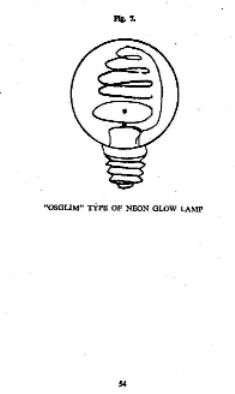 Fig. 7.
"OSGLIM" TYPE OF NEON GLOW LAMP
54